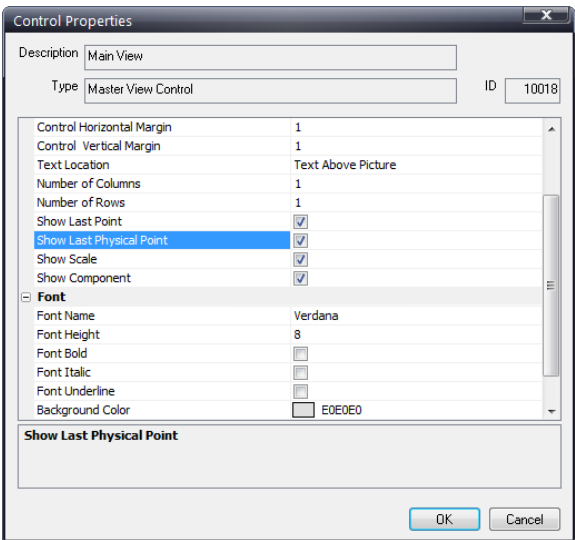 Control Properties
Description Main View
Type Master View Control ID 10018
Control Horizontal Margin 1
Control Vertical Margin 1
Text Location Text Above Picture
Number of Columns 1
Number of Rows 1
Show Last Point
Show Last Physical Point
Show Scale
Show Component
Font
Font Name Verdana
Font Height 8
Font Bold
Font Italic
Font Underline
Background Color E0E0E0
Show Last Physical Point
OK Cancel